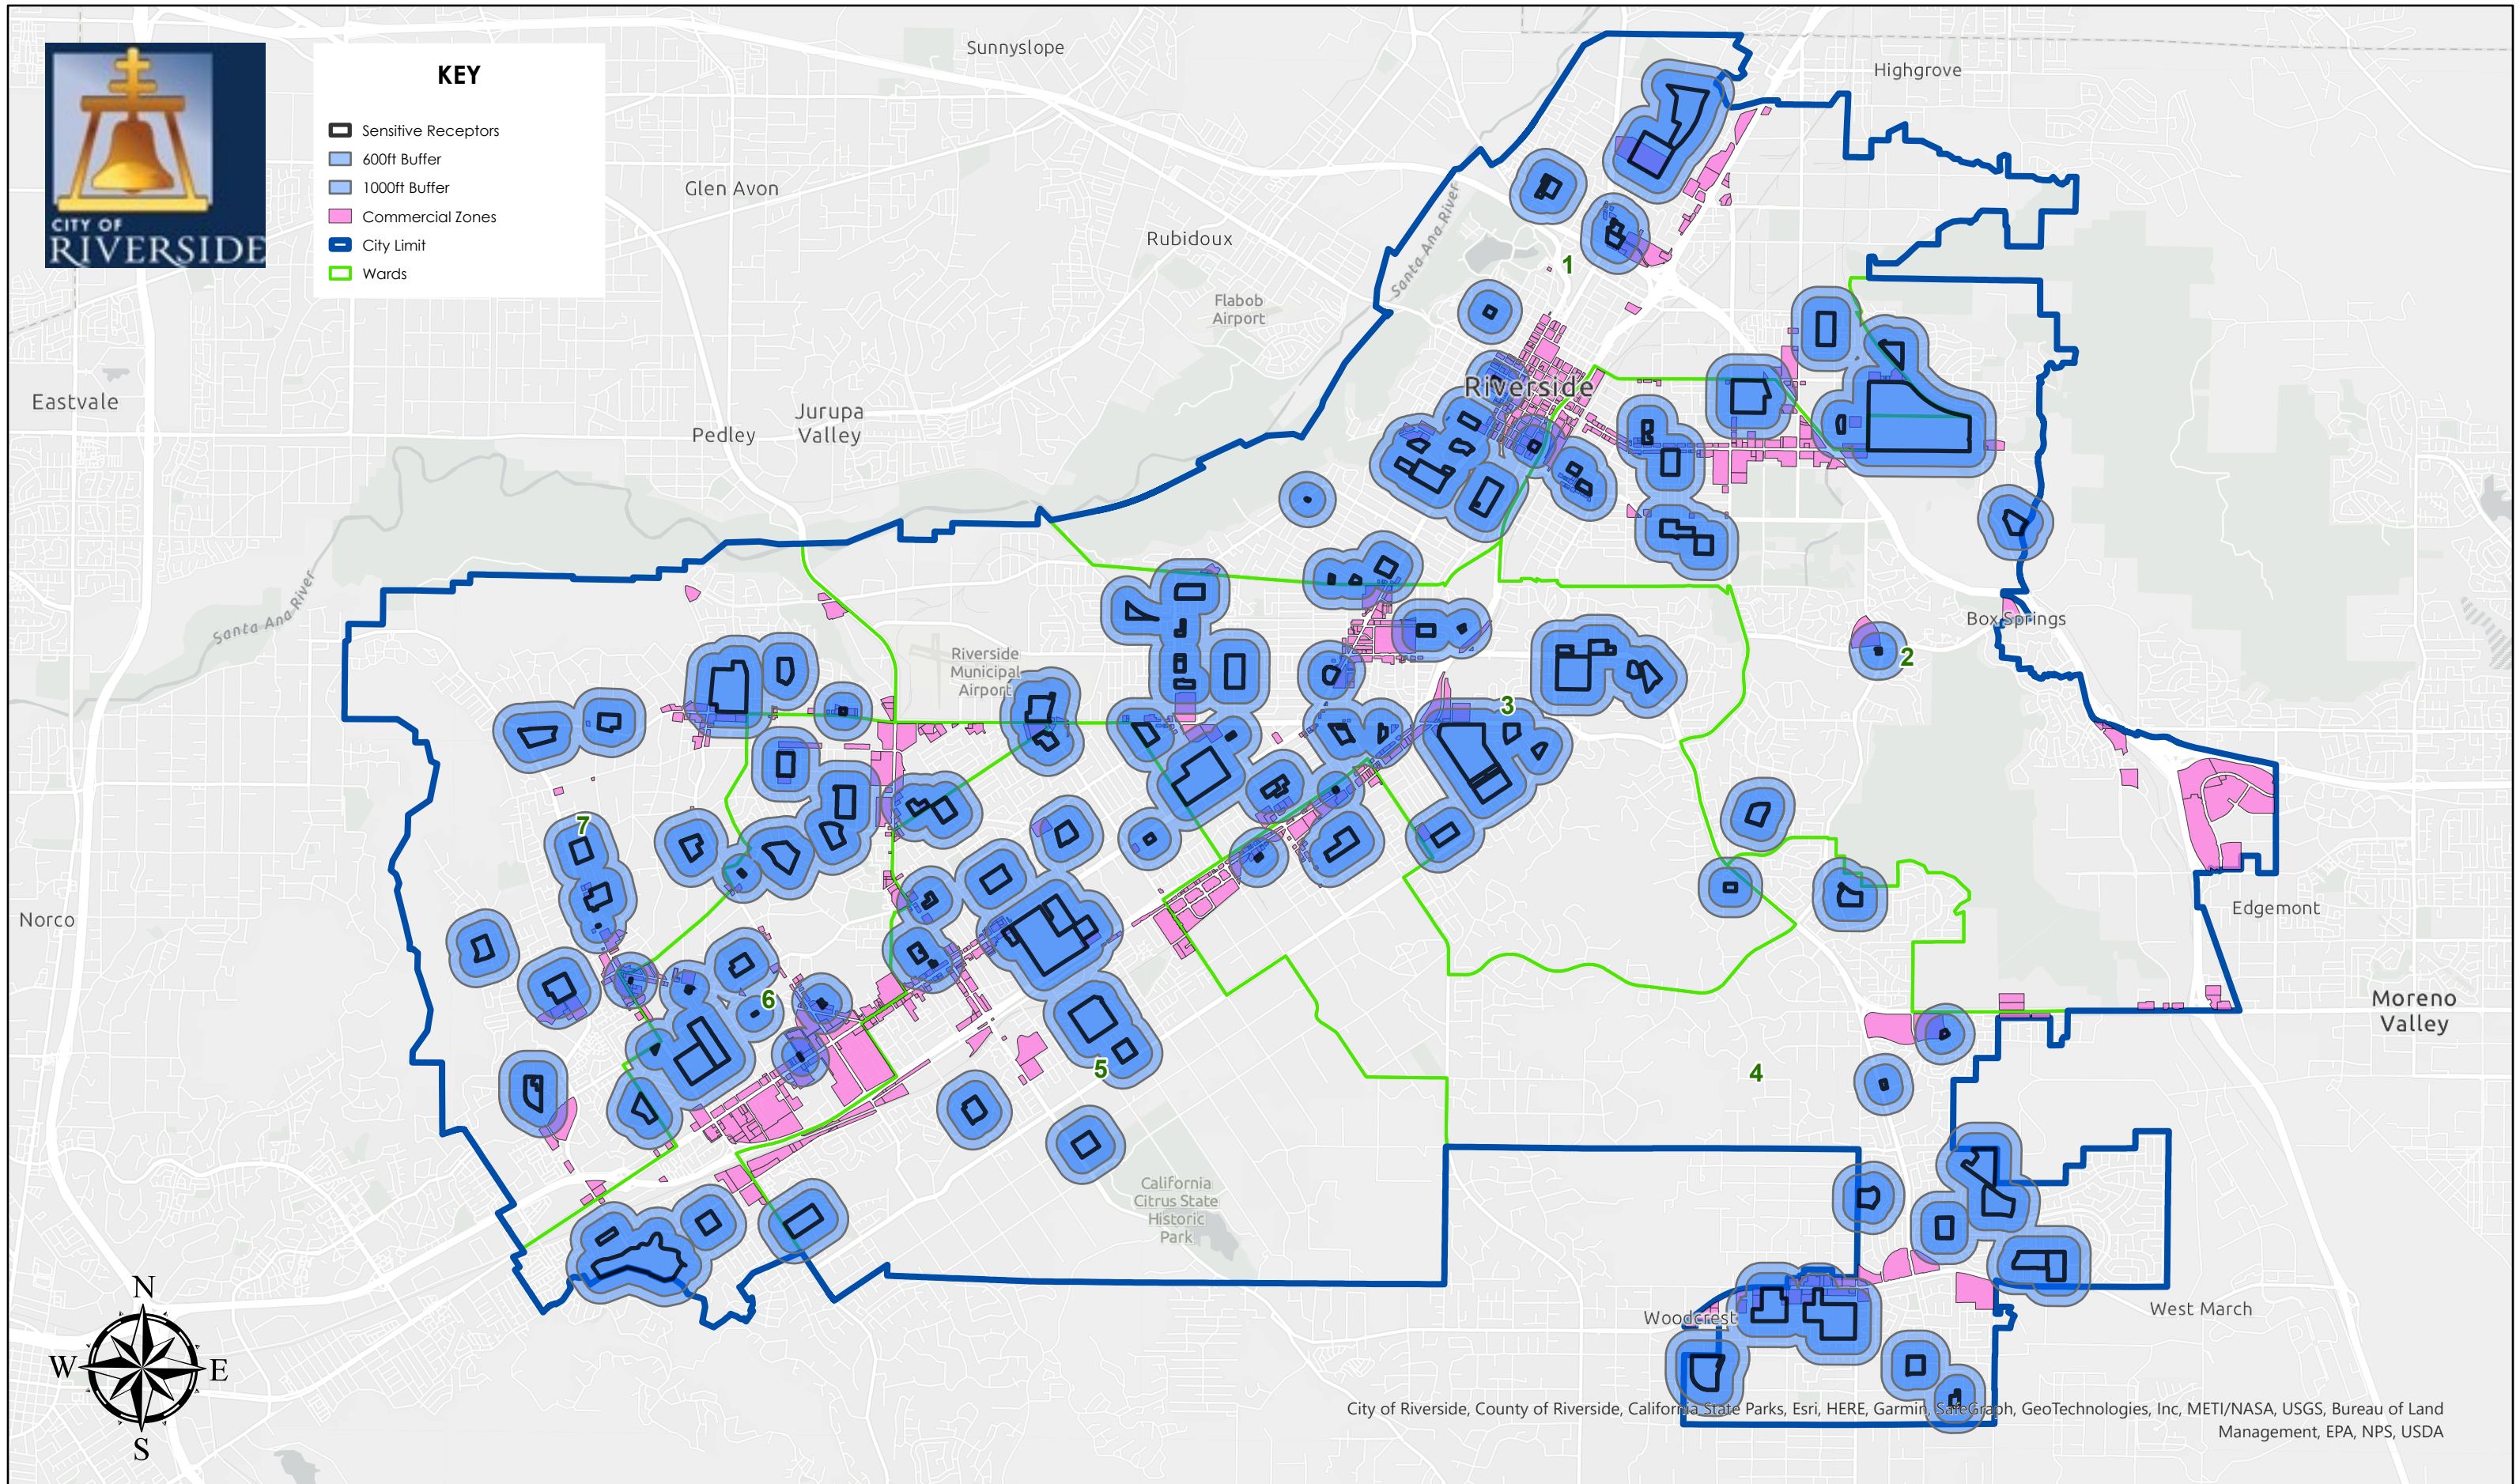 CITY OF
RIVERSIDE
KEY
Sensitive Receptors
600ft Buffer
1000ft Buffer
Commercial Zones
City Limit
Wards
Sunnyslope
Highgrove
Glen Avon
Rubidoux
Santa Ana River
1
Flabob
Airport
Riverside
Eastvale
Jurupa
Valley
Pedley
Santa Ana River
Box Springs
2
Riverside
Municipal
Airport
3
7
Norco
Edgemont
6
Moreno
Valley
5
4
California
Citrus State
Historic
Park
West March
Woodcrest
N
W
E
S
City of Riverside, County of Riverside, California State Parks, Esri, HERE, Garmin, SafeGraph, GeoTechnologies, Inc, METI/NASA, USGS, Bureau of Land
Management, EPA, NPS, USDA